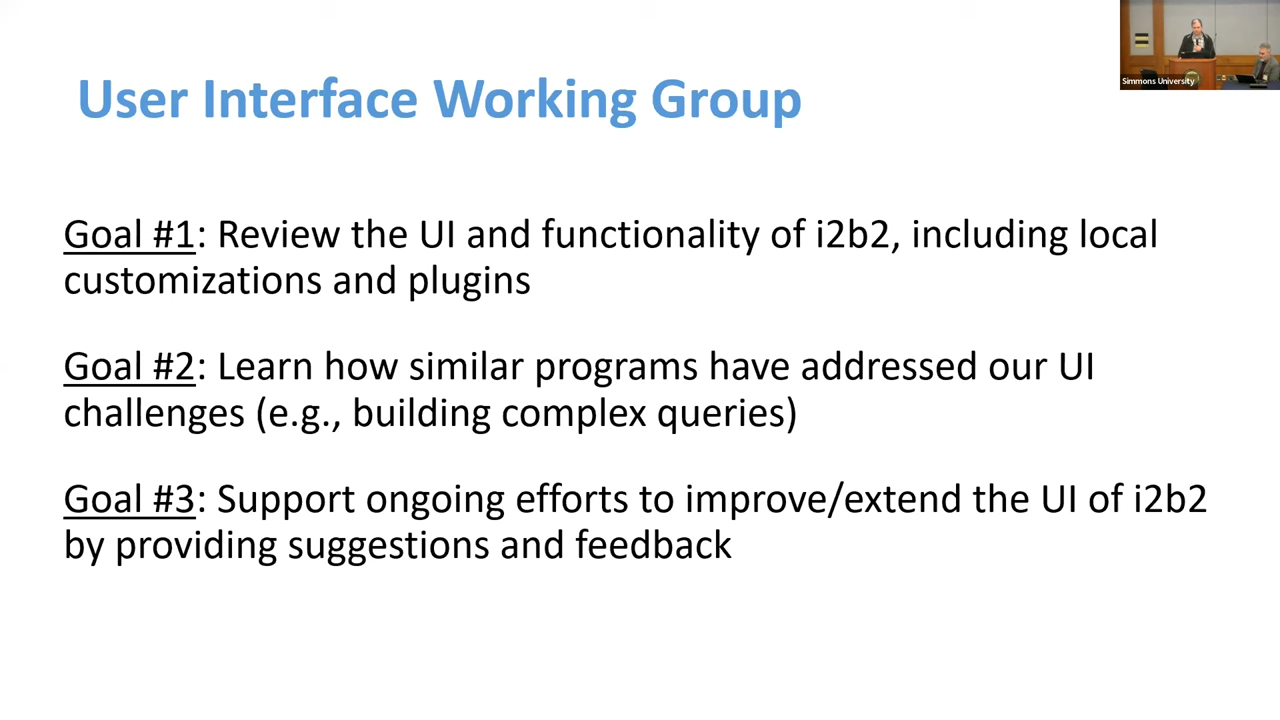 Simmons University
User Interface Working Group
Goal #1: Review the UI and functionality of i2b2, including local
customizations and plugins
Goal #2: Learn how similar programs have addressed our UI
challenges (e.g., building complex queries)
Goal #3: Support ongoing efforts to improve/extend the UI of i2b2
by providing suggestions and feedback